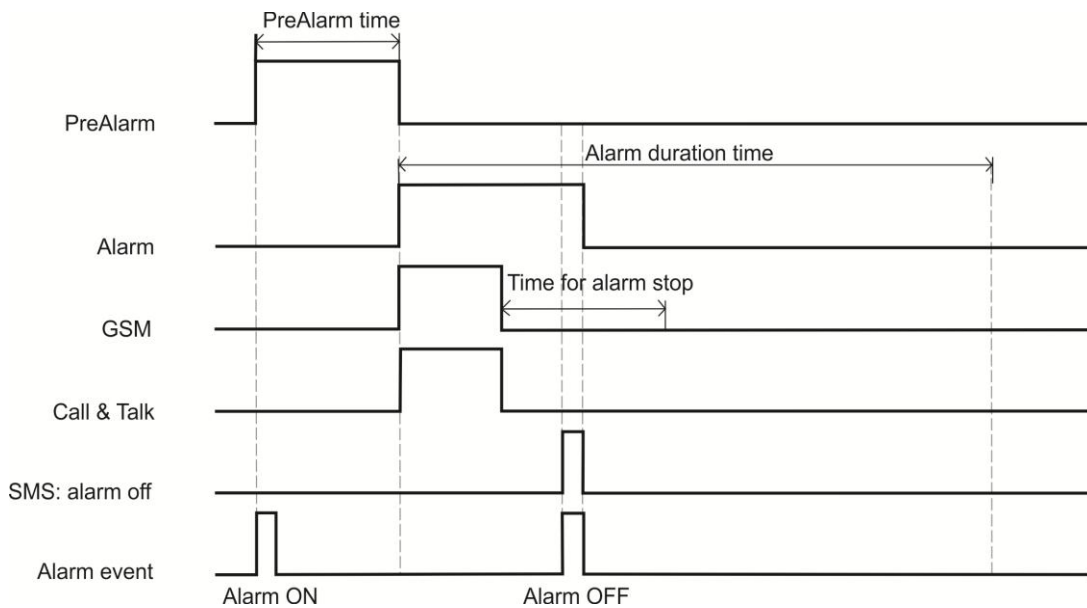 PreAlarm time
PreAlarm
Alarm duration time
Alarm
Time for alarm stop
GSM
Call & Talk
SMS: alarm off
Alarm event
Alarm ON
Alarm OFF